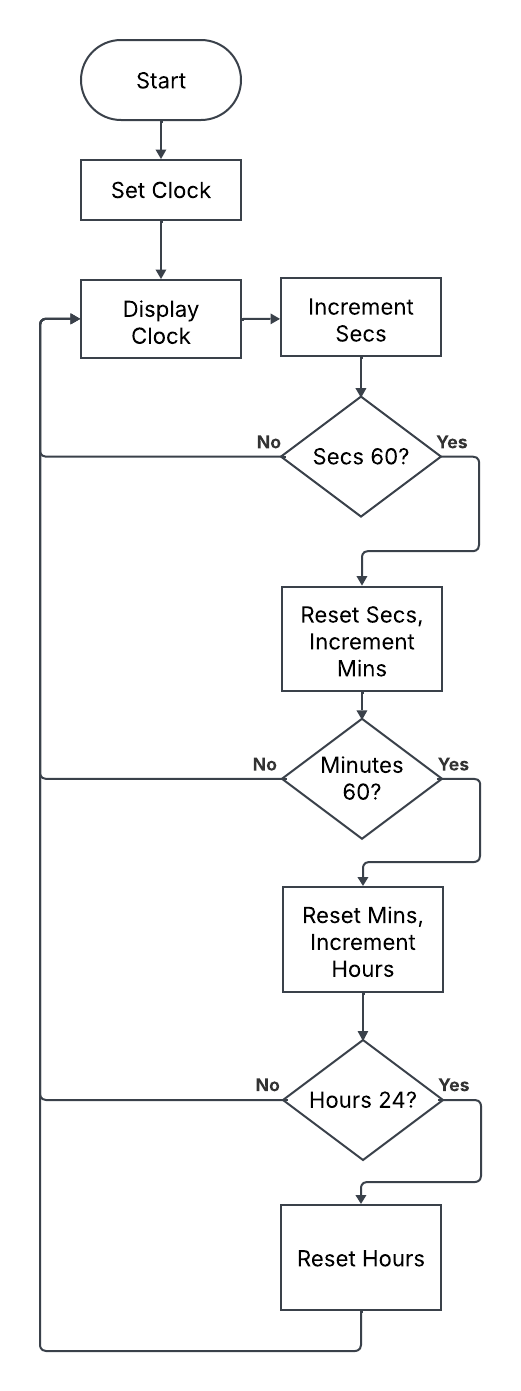 Start
Set Clock
Display
Clock
Increment
Secs
No
Yes
Secs 60?
Reset Secs,
Increment
Mins
No
Yes
Minutes
60?
Reset Mins,
Increment
Hours
No
Yes
Hours 24?
Reset Hours